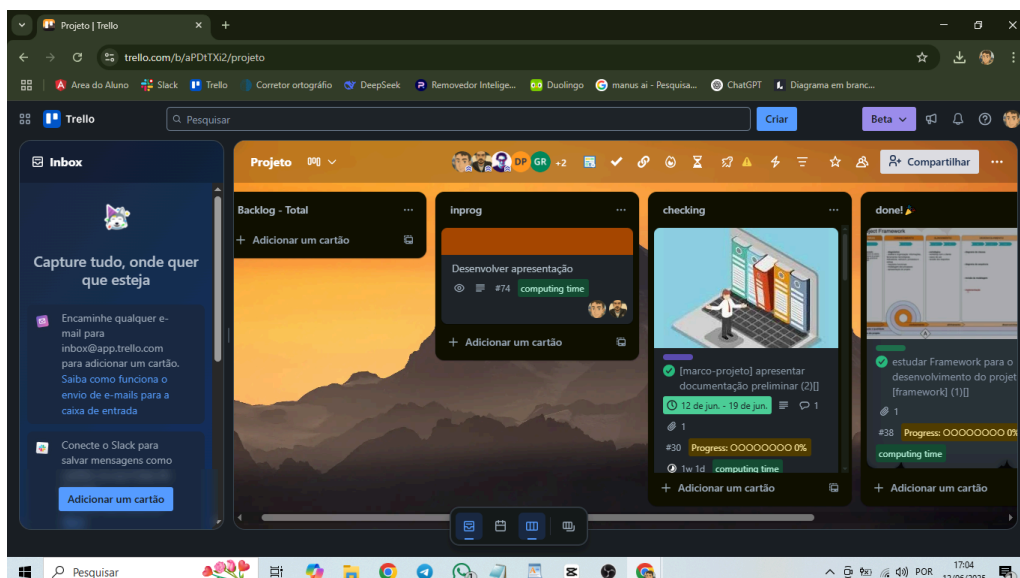 Projeto | Trello
trello.com/b/aPDtTXi2/projeto
Area do Aluno
Slack
Trello
Corretor ortográfio
DeepSeek
Removedor Intelige...
Duolingo
manus ai - Pesquisa...
ChatGPT
Diagrama em branc...
Trello
Pesquisar
Criar
Beta
Inbox
Projeto
DP
GR
+2
Compartilhar
Capture tudo, onde quer
que esteja
Encaminhe qualquer e-
mail para
inbox@app.trello.com
para adicionar um cartão.
Saiba como funciona o
envio de e-mails para a
caixa de entrada
Conecte o Slack para
salvar mensagens como
Adicionar um cartão
Backlog - Total
+ Adicionar um cartão
inprog
Desenvolver apresentação
#74 computing time
+ Adicionar um cartão
checking
[marco-projeto] apresentar
documentação preliminar (2)[]
12 de jun. - 19 de jun.
1
1
#30 Progress: OOOOOOOO 0%
1w 1d computing time
+ Adicionar um cartão
done!
estudar Framework para o
desenvolvimento do projet
[framework] (1)[]
1
#38 Progress: OOOOOOOO 0%
computing time
+ Adicionar um cartão
Pesquisar
POR
17:04
12/06/2025